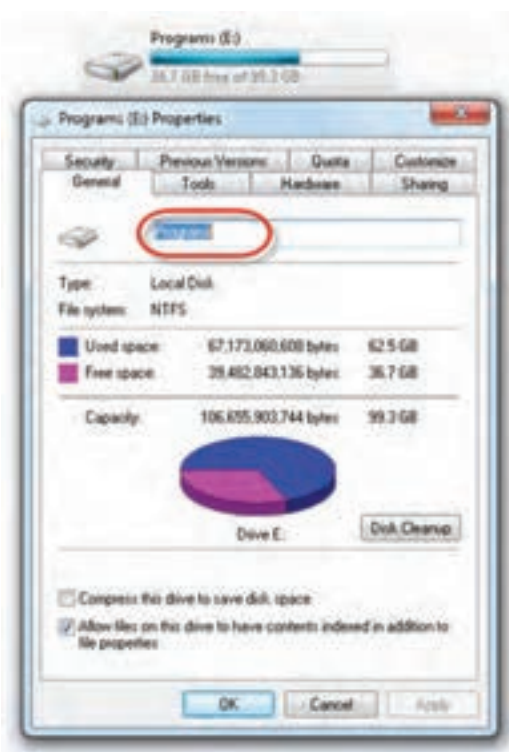 Programs (E:)
36.7 GB free of 99.3 GB
Programs (E:) Properties
Security Previous Versions Quota Customize
General Tools Hardware Sharing
Programs
Type: Local Disk
File system: NTFS
Used space: 67,173,060,608 bytes 62.5 GB
Free space: 39,482,843,136 bytes 36.7 GB
Capacity: 106,655,903,744 bytes 99.3 GB
Drive E: Disk Cleanup
Compress this drive to save disk space
Allow files on this drive to have contents indexed in addition to
file properties
OK Cancel Apply